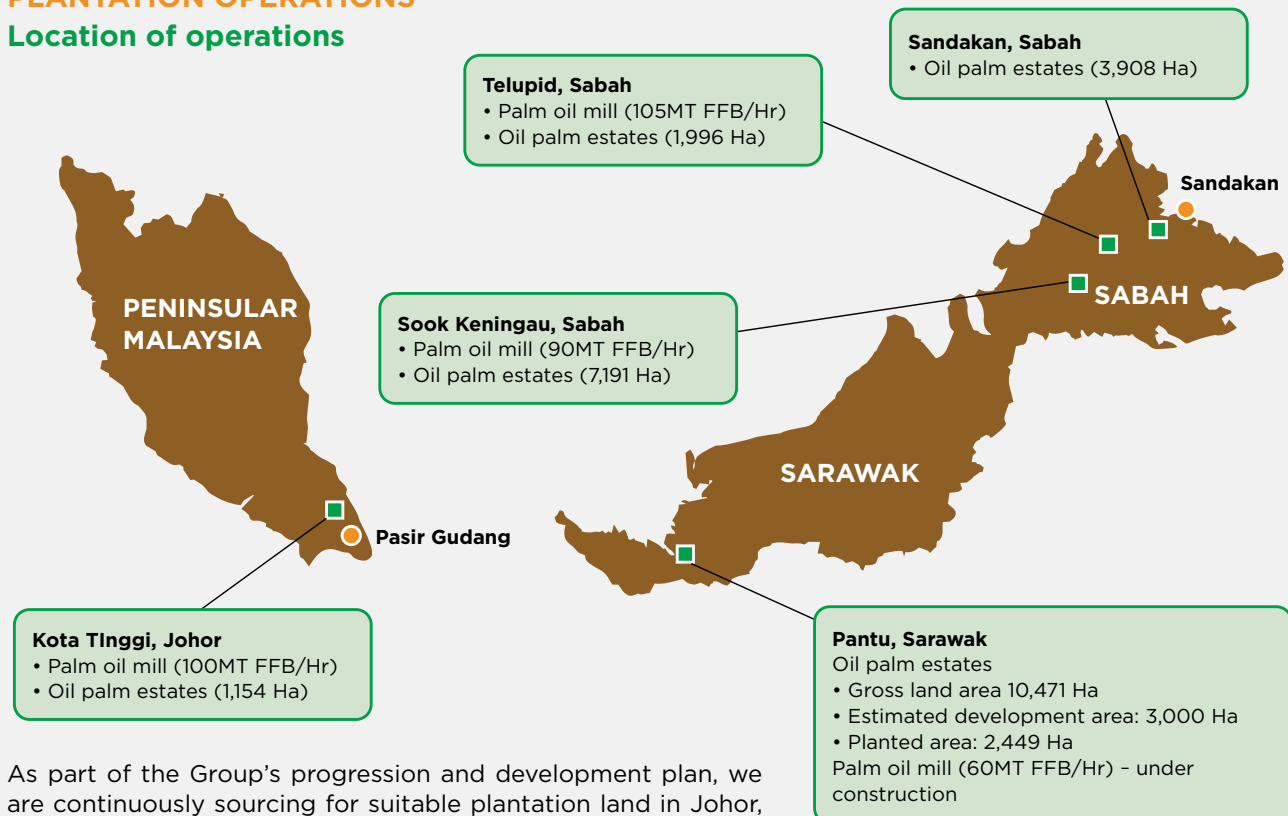 PLANTATION OPERATIONS
Location of operations
Sandakan, Sabah
• Oil palm estates (3,908 Ha)
Telupid, Sabah
• Palm oil mill (105MT FFB/Hr)
• Oil palm estates (1,996 Ha)
Sandakan
PENINSULAR
MALAYSIA
SABAH
Sook Keningau, Sabah
• Palm oil mill (90MT FFB/Hr)
• Oil palm estates (7,191 Ha)
SARAWAK
Pasir Gudang
Kota TInggi, Johor
• Palm oil mill (100MT FFB/Hr)
• Oil palm estates (1,154 Ha)
Pantu, Sarawak
Oil palm estates
• Gross land area 10,471 Ha
• Estimated development area: 3,000 Ha
• Planted area: 2,449 Ha
Palm oil mill (60MT FFB/Hr) – under
construction
As part of the Group's progression and development plan, we
are continuously sourcing for suitable plantation land in Johor,